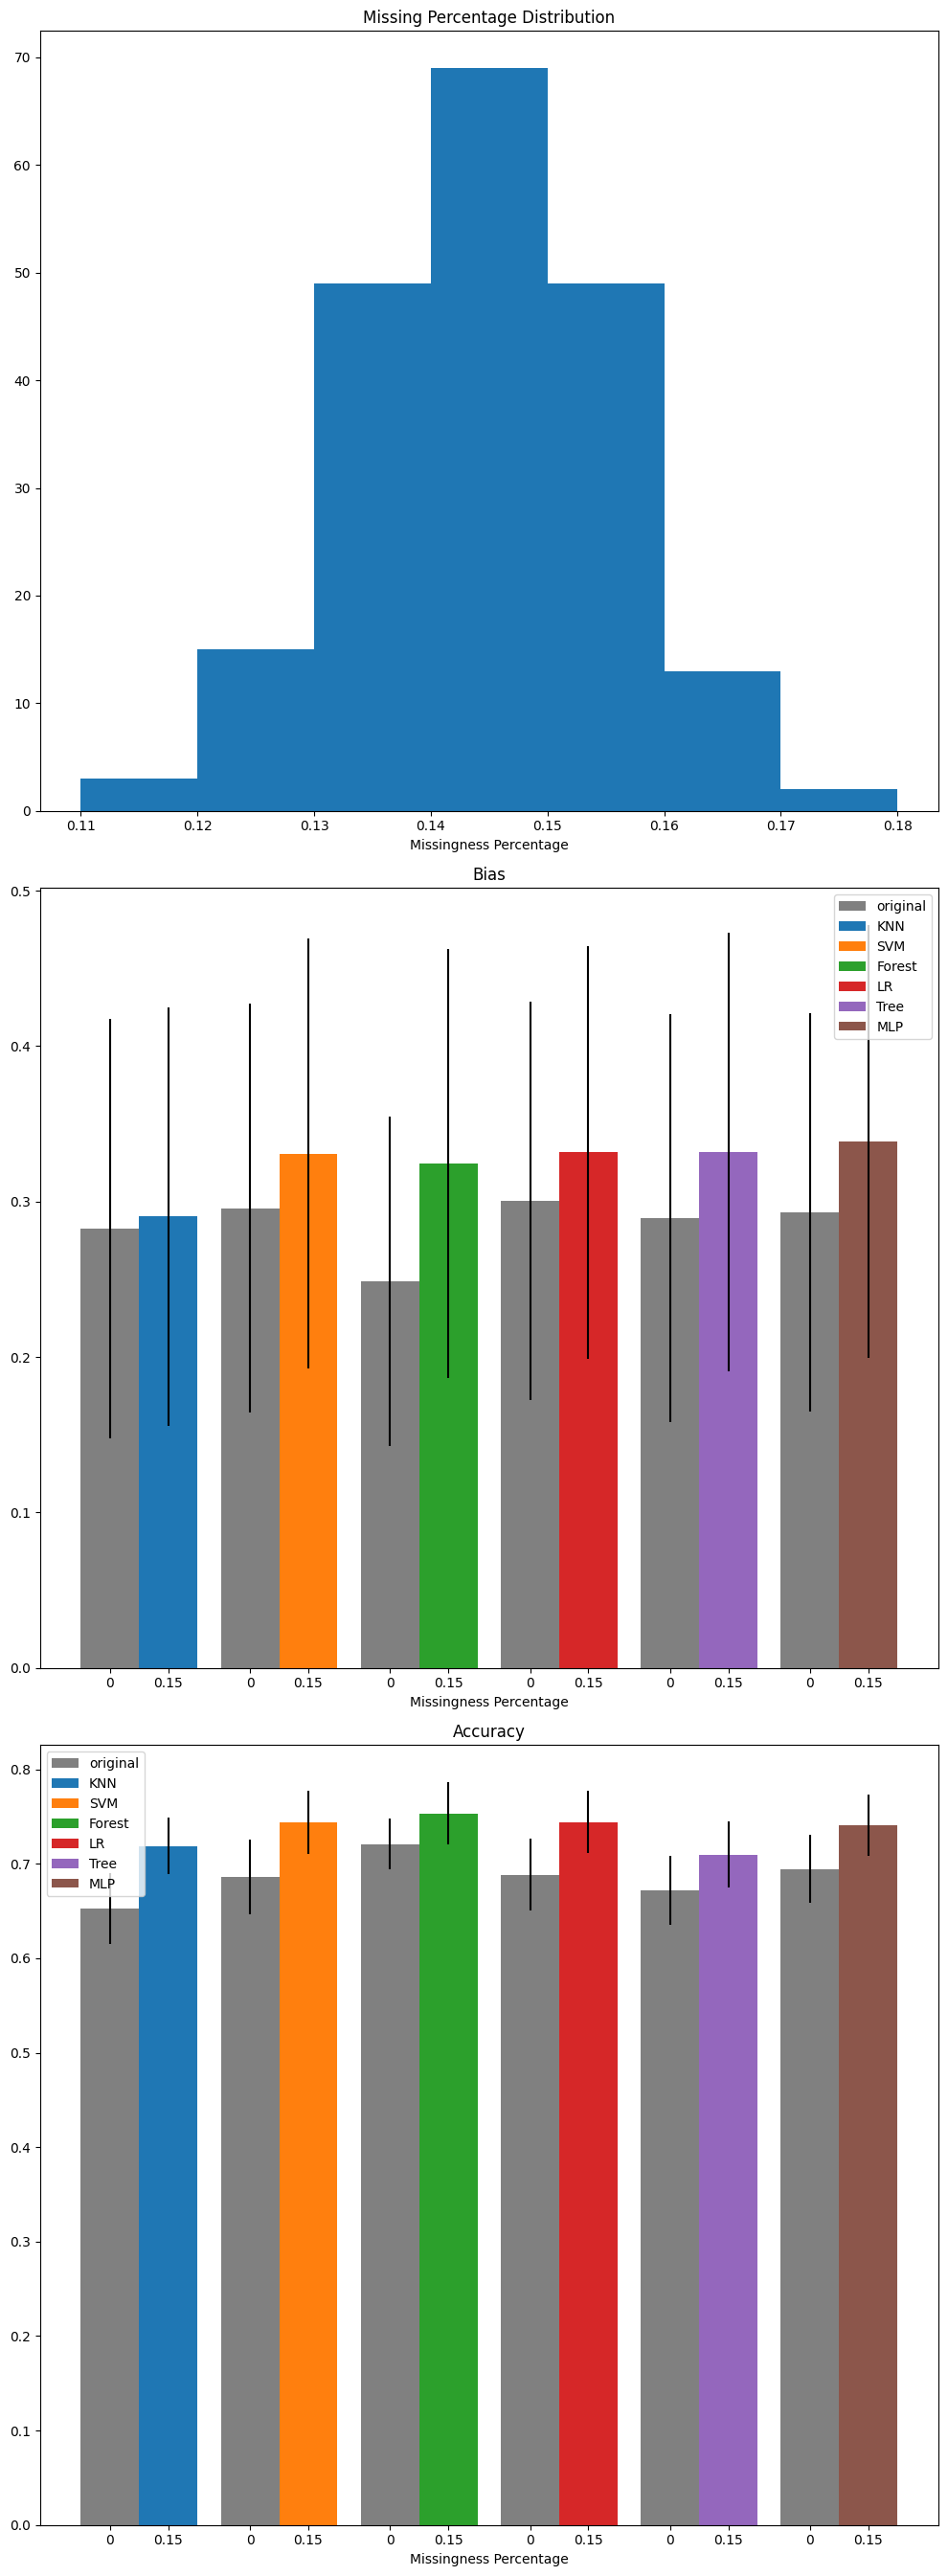 Missing Percentage Distribution
70
60
50
40
30
20
10
0
0.11 0.12 0.13 0.14 0.15 0.16 0.17 0.18
Missingness Percentage
Bias
0.5
0.4
0.3
0.2
0.1
0.0
original
KNN
SVM
Forest
LR
Tree
MLP
0 0.15 0 0.15 0 0.15 0 0.15 0 0.15 0 0.15
Missingness Percentage
Accuracy
0.8
0.7
0.6
0.5
0.4
0.3
0.2
0.1
0.0
original
KNN
SVM
Forest
LR
Tree
MLP
0 0.15 0 0.15 0 0.15 0 0.15 0 0.15 0 0.15
Missingness Percentage